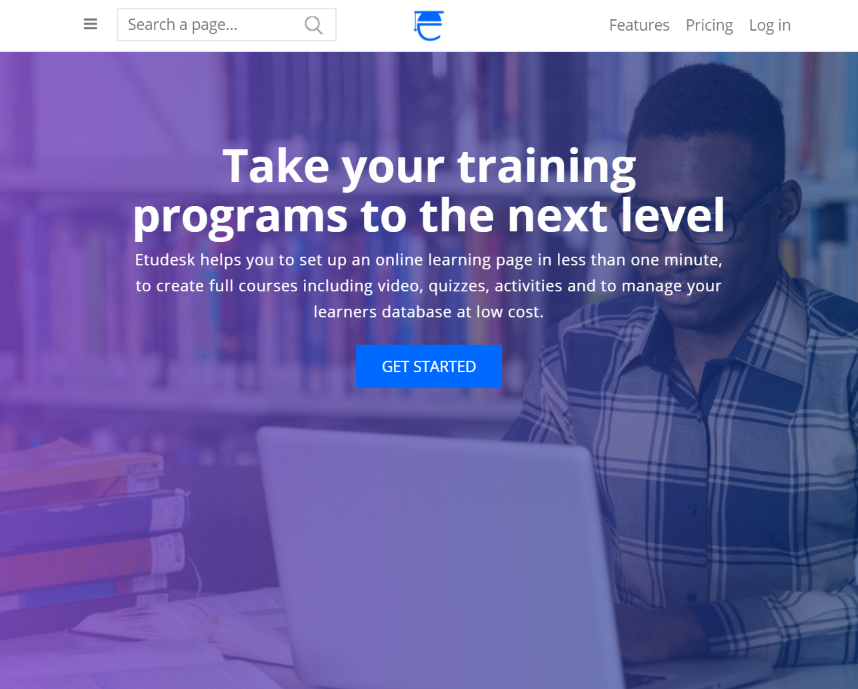 Search a page...
Features Pricing Log in
Take your training
programs to the next level
Etudesk helps you to set up an online learning page in less than one minute,
to create full courses including video, quizzes, activities and to manage your
learners database at low cost.
GET STARTED